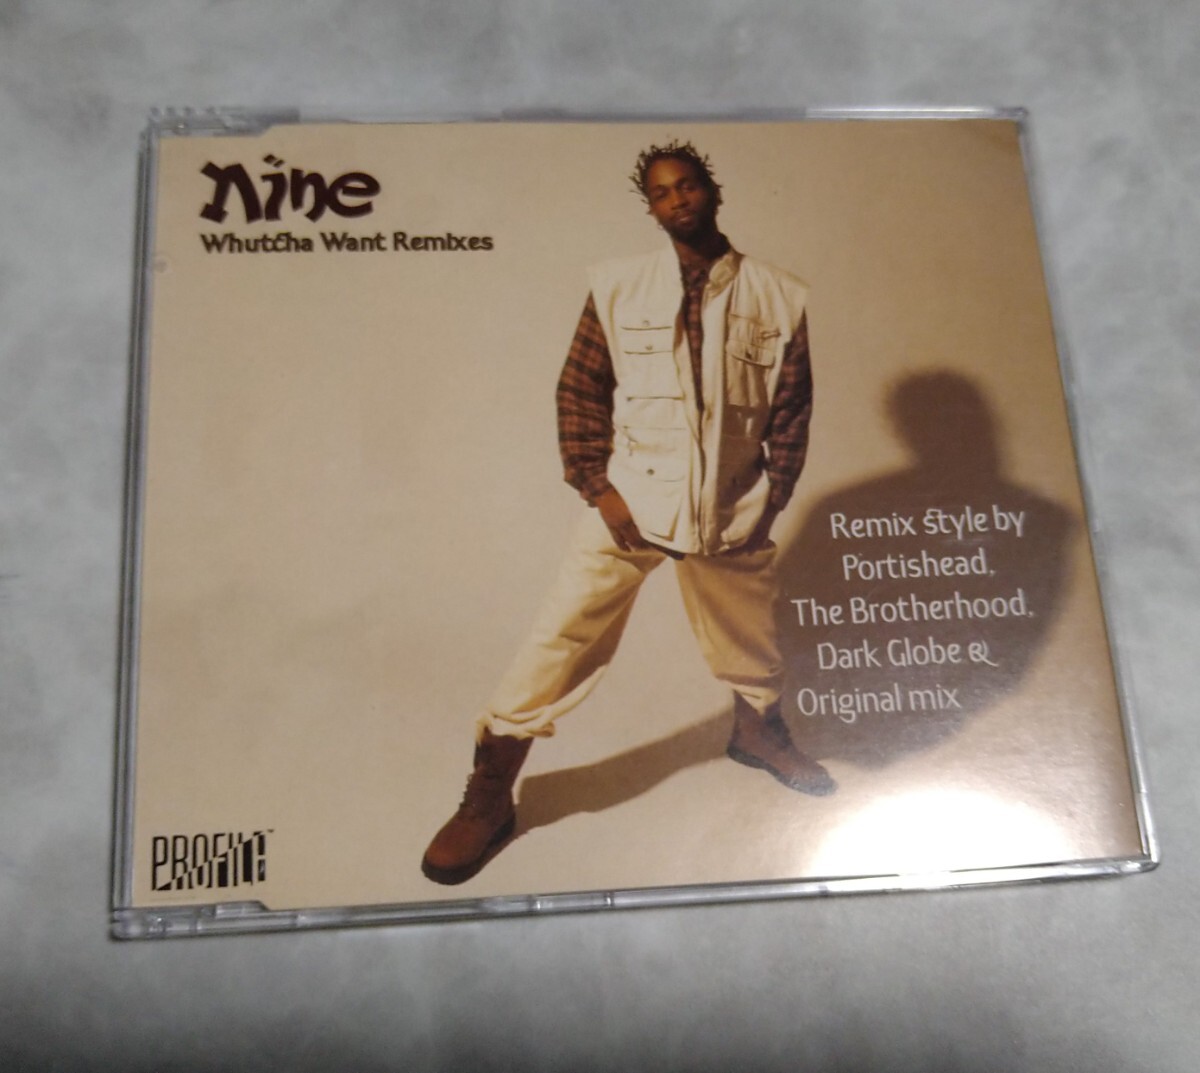 Nine
Whutcha Want Remixes
Remix style by
Portishead,
The Brotherhood,
Dark Globe &
Original mix
PROFILE